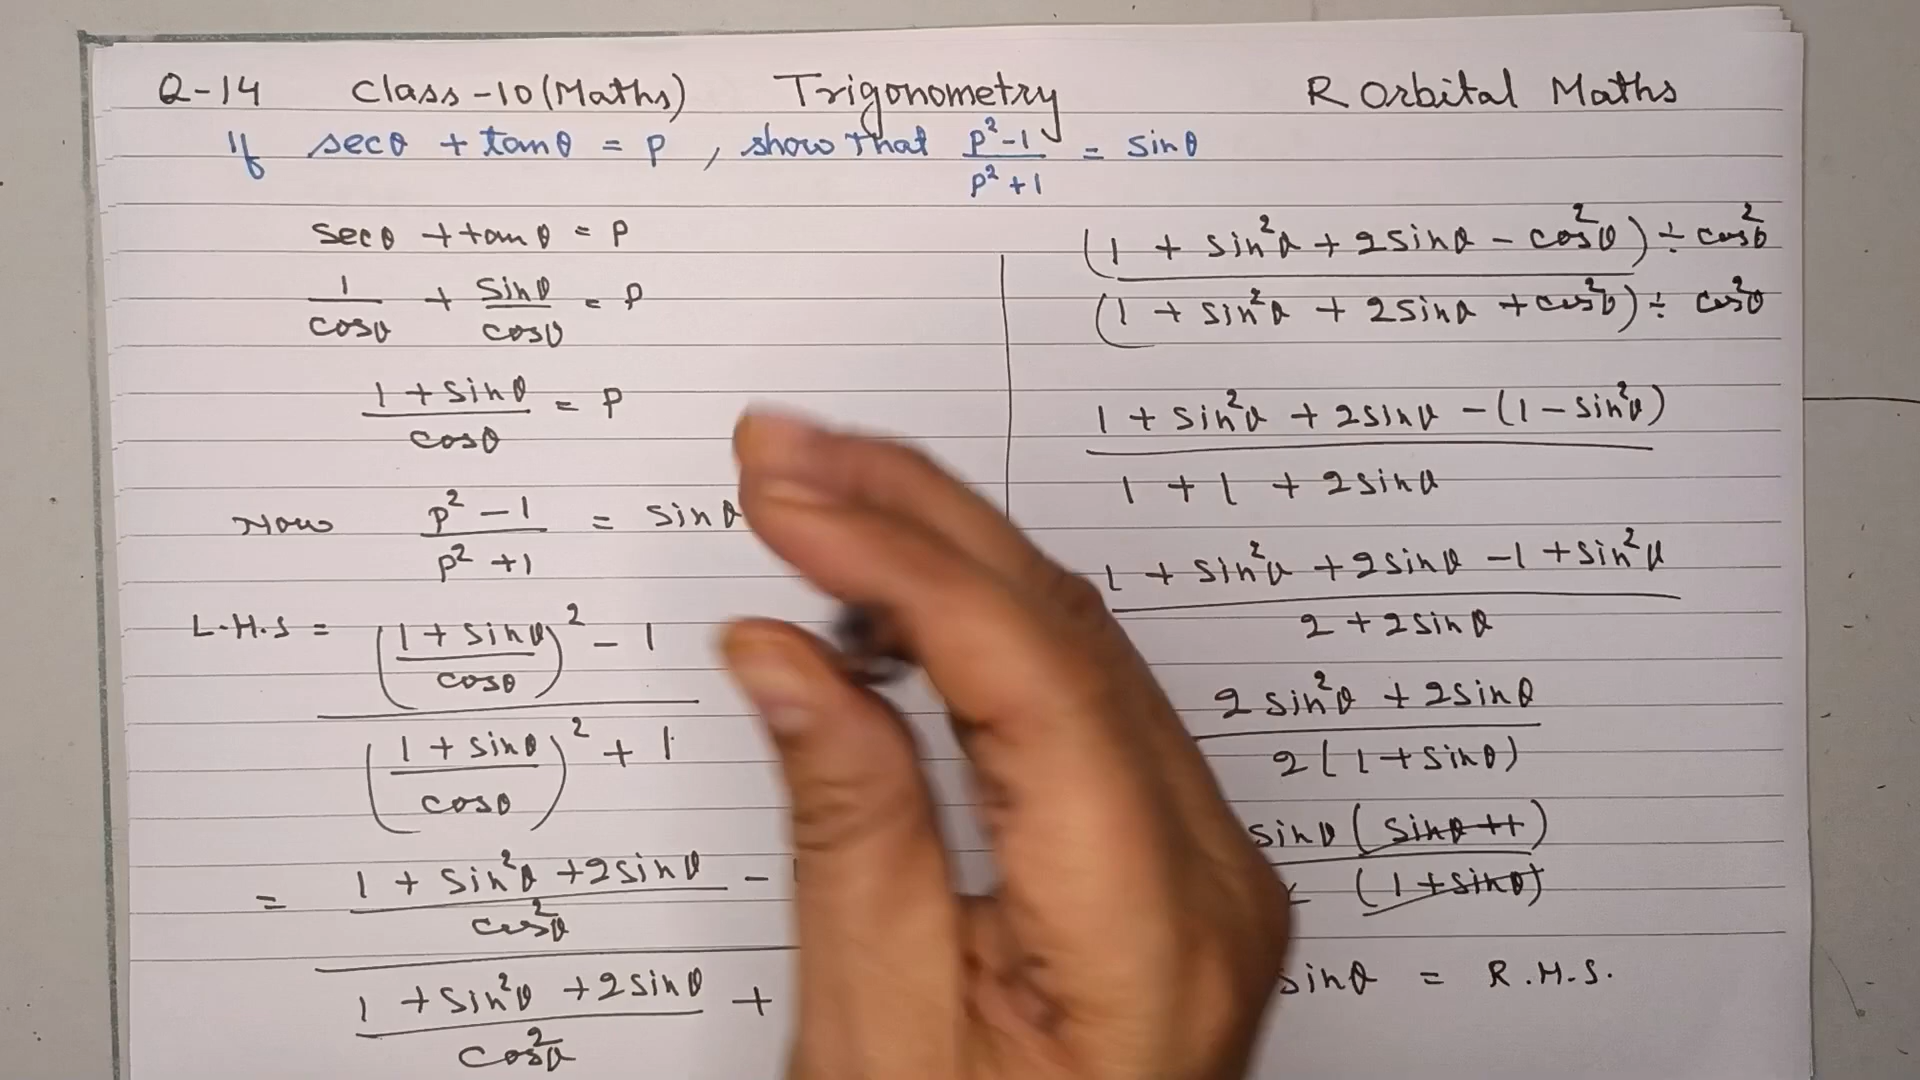 Q-14 Class-10(Maths) Trigonometry R Orbital Maths
If secθ + tanθ = P, show that (P²-1)/(P²+1) = sinθ
secθ + tanθ = P
1/cosθ + sinθ/cosθ = P
(1 + sinθ)/cosθ = P
Now (P² - 1)/(P² + 1) = sinθ
L.H.S = ((1 + sinθ)/cosθ)² - 1
((1 + sinθ)/cosθ)² + 1
= (1 + sin²θ + 2sinθ)/cos²θ -
(1 + sin²θ + 2sinθ)/cos²θ +
(1 + sin²θ + 2sinθ - cos²θ) ÷ cos²θ
(1 + sin²θ + 2sinθ + cos²θ) ÷ cos²θ
1 + sin²θ + 2sinθ - (1 - sin²θ)
1 + 1 + 2sinθ
1 + sin²θ + 2sinθ - 1 + sin²θ
2 + 2sinθ
2sin²θ + 2sinθ
2(1 + sinθ)
sinθ (sinθ + 1)
(1 + sinθ)
sinθ = R.H.S.